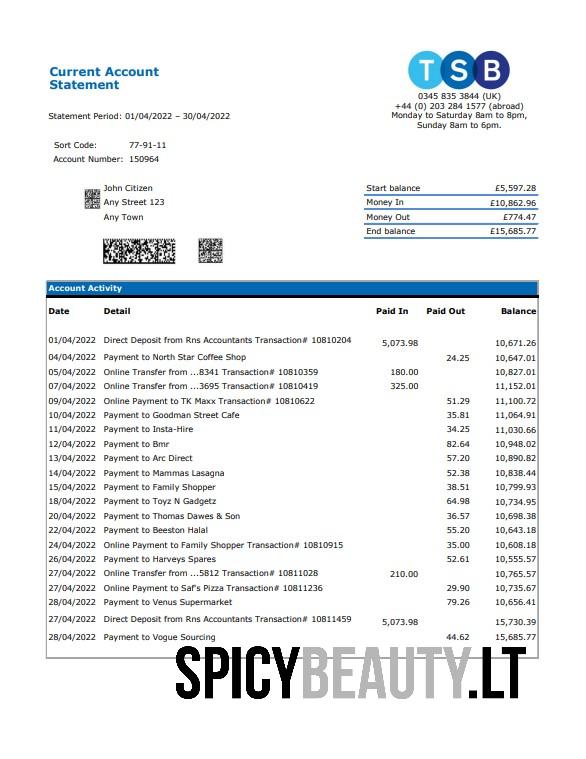 Current Account
Statement
TSB
0345 835 3844 (UK)
+44 (0) 203 284 1577 (abroad)
Monday to Saturday 8am to 8pm,
Sunday 8am to 6pm.
Statement Period: 01/04/2022 – 30/04/2022
Sort Code: 77-91-11
Account Number: 150964
John Citizen
Any Street 123
Any Town
Start balance £5,597.28
Money In £10,862.96
Money Out £774.47
End balance £15,685.77
Account Activity
Date Detail Paid In Paid Out Balance
01/04/2022 Direct Deposit from Rns Accountants Transaction# 10810204 5,073.98 10,671.26
04/04/2022 Payment to North Star Coffee Shop 24.25 10,647.01
05/04/2022 Online Transfer from ...8341 Transaction# 10810359 180.00 10,827.01
07/04/2022 Online Transfer from ...3695 Transaction# 10810419 325.00 11,152.01
09/04/2022 Online Payment to TK Maxx Transaction# 10810622 51.29 11,100.72
10/04/2022 Payment to Goodman Street Cafe 35.81 11,064.91
11/04/2022 Payment to Insta-Hire 34.25 11,030.66
12/04/2022 Payment to Bmr 82.64 10,948.02
13/04/2022 Payment to Arc Direct 57.20 10,890.82
14/04/2022 Payment to Mammas Lasagna 52.38 10,838.44
15/04/2022 Payment to Family Shopper 38.51 10,799.93
18/04/2022 Payment to Toyz N Gadgetz 64.98 10,734.95
20/04/2022 Payment to Thomas Dawes & Son 36.57 10,698.38
22/04/2022 Payment to Beeston Halal 55.20 10,643.18
24/04/2022 Online Payment to Family Shopper Transaction# 10810915 35.00 10,608.18
26/04/2022 Payment to Harveys Spares 52.61 10,555.57
27/04/2022 Online Transfer from ...5812 Transaction# 10811028 210.00 10,765.57
27/04/2022 Online Payment to Saf's Pizza Transaction# 10811236 29.90 10,735.67
28/04/2022 Payment to Venus Supermarket 79.26 10,656.41
27/04/2022 Direct Deposit from Rns Accountants Transaction# 10811459 5,073.98 15,730.39
28/04/2022 Payment to Vogue Sourcing 44.62 15,685.77
SPICYBEAUTY.LT